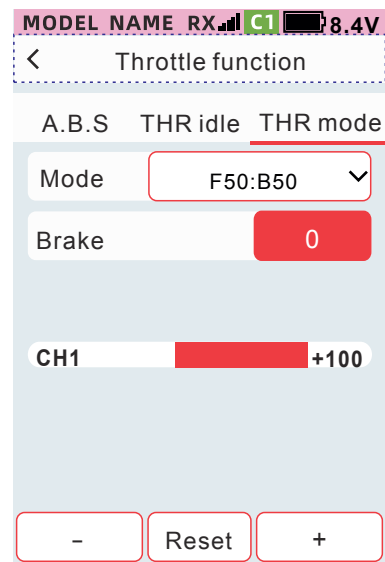 MODEL NAME RX C1 8.4V
< Throttle function
A.B.S THR idle THR mode
Mode F50:B50
Brake 0
CH1 +100
- Reset +